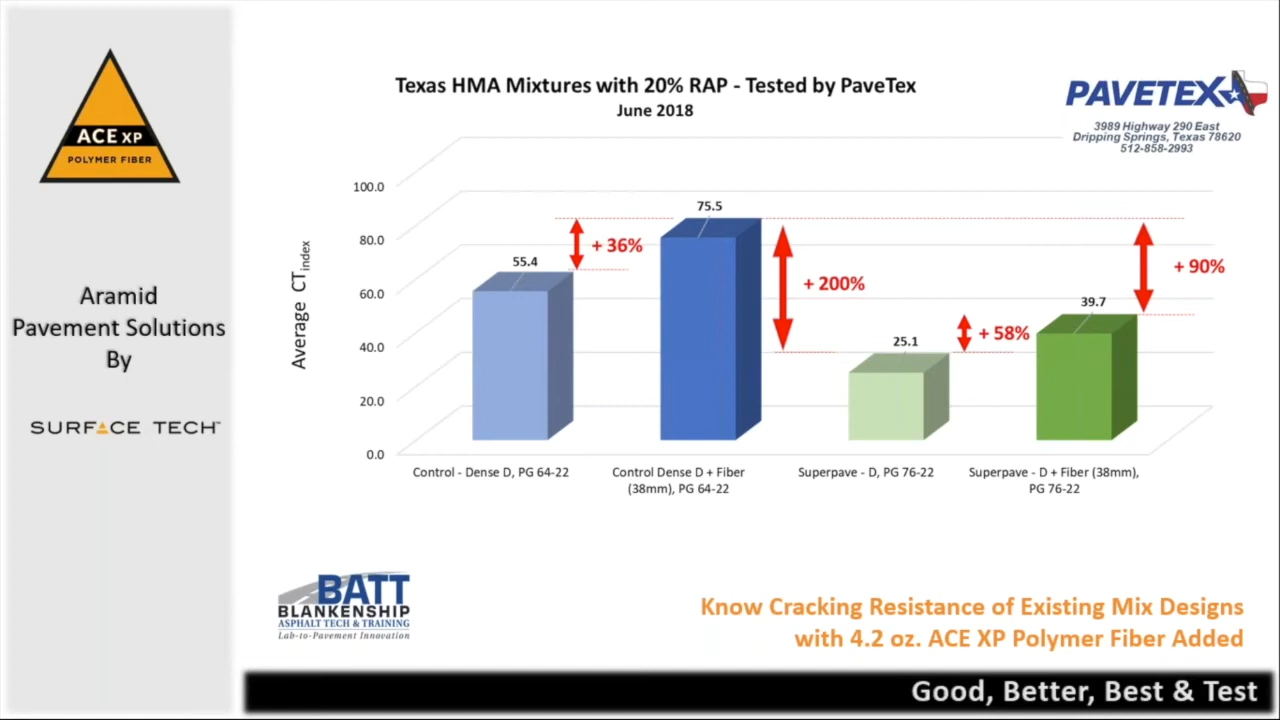 ACE XP
POLYMER FIBER
Aramid
Pavement Solutions
By
SURFACE TECH™
Texas HMA Mixtures with 20% RAP - Tested by PaveTex
June 2018
PAVETEX
3989 Highway 290 East
Dripping Springs, Texas 78620
512-858-2993
Average CTindex
100.0
80.0
60.0
40.0
20.0
0.0
55.4
+ 36%
75.5
+ 200%
25.1
+ 58%
39.7
+ 90%
Control - Dense D, PG 64-22
Control Dense D + Fiber
(38mm), PG 64-22
Superpave - D, PG 76-22
Superpave - D + Fiber (38mm),
PG 76-22
BATT
BLANKENSHIP
ASPHALT TECH & TRAINING
Lab-to-Pavement Innovation
Know Cracking Resistance of Existing Mix Designs
with 4.2 oz. ACE XP Polymer Fiber Added
Good, Better, Best & Test